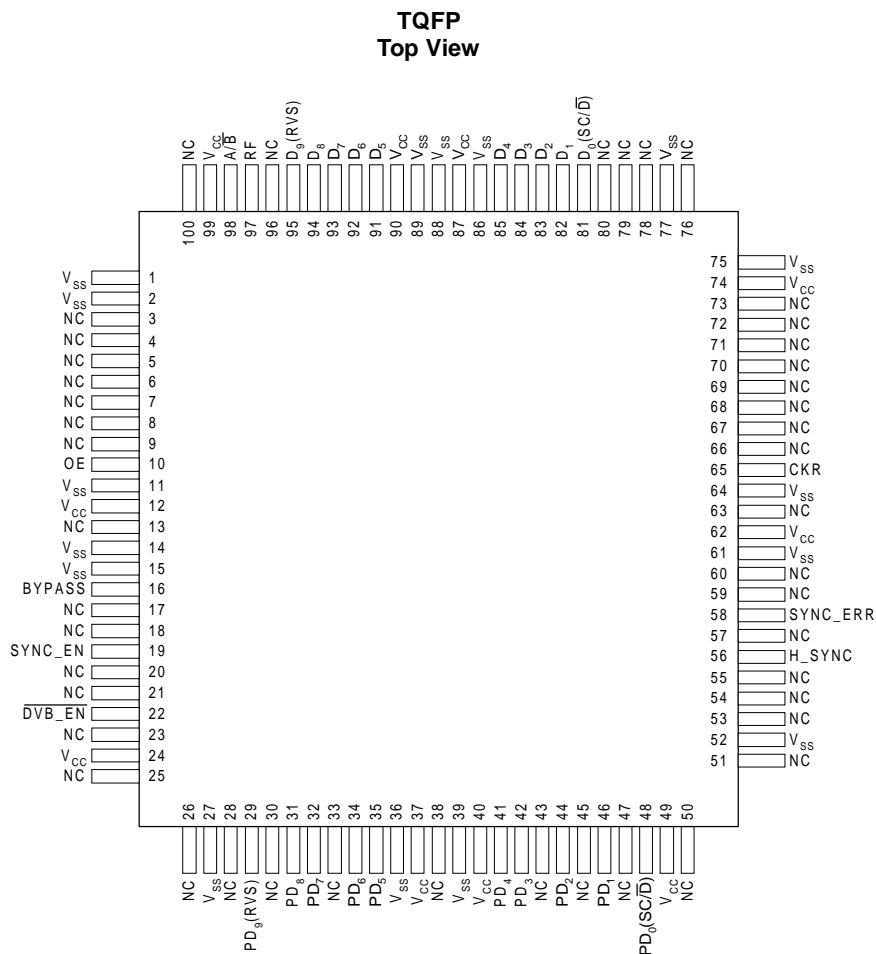 TQFP
Top View
NC
VCC
A/B̅
RF
NC
D9(RVS)
D8
D7
D6
D5
VCC
VSS
VSS
VCC
VSS
D4
D3
D2
D1
D0(SC/D̅)
NC
NC
NC
VSS
NC
100
99
98
97
96
95
94
93
92
91
90
89
88
87
86
85
84
83
82
81
80
79
78
77
76
VSS 1
VSS 2
NC 3
NC 4
NC 5
NC 6
NC 7
NC 8
NC 9
OE 10
VSS 11
VCC 12
NC 13
VSS 14
VSS 15
BYPASS 16
NC 17
NC 18
SYNC_EN 19
NC 20
NC 21
D̅V̅B̅_̅E̅N̅ 22
NC 23
VCC 24
NC 25
75 VSS
74 VCC
73 NC
72 NC
71 NC
70 NC
69 NC
68 NC
67 NC
66 NC
65 CKR
64 VSS
63 NC
62 VCC
61 VSS
60 NC
59 NC
58 SYNC_ERR
57 NC
56 H_SYNC
55 NC
54 NC
53 NC
52 VSS
51 NC
26
27
28
29
30
31
32
33
34
35
36
37
38
39
40
41
42
43
44
45
46
47
48
49
50
NC
VSS
NC
PD9(RVS)
NC
PD8
PD7
NC
PD6
PD5
VSS
VCC
NC
VSS
VCC
PD4
PD3
NC
PD2
NC
PD1
NC
PD0(SC/D̅)
VCC
NC